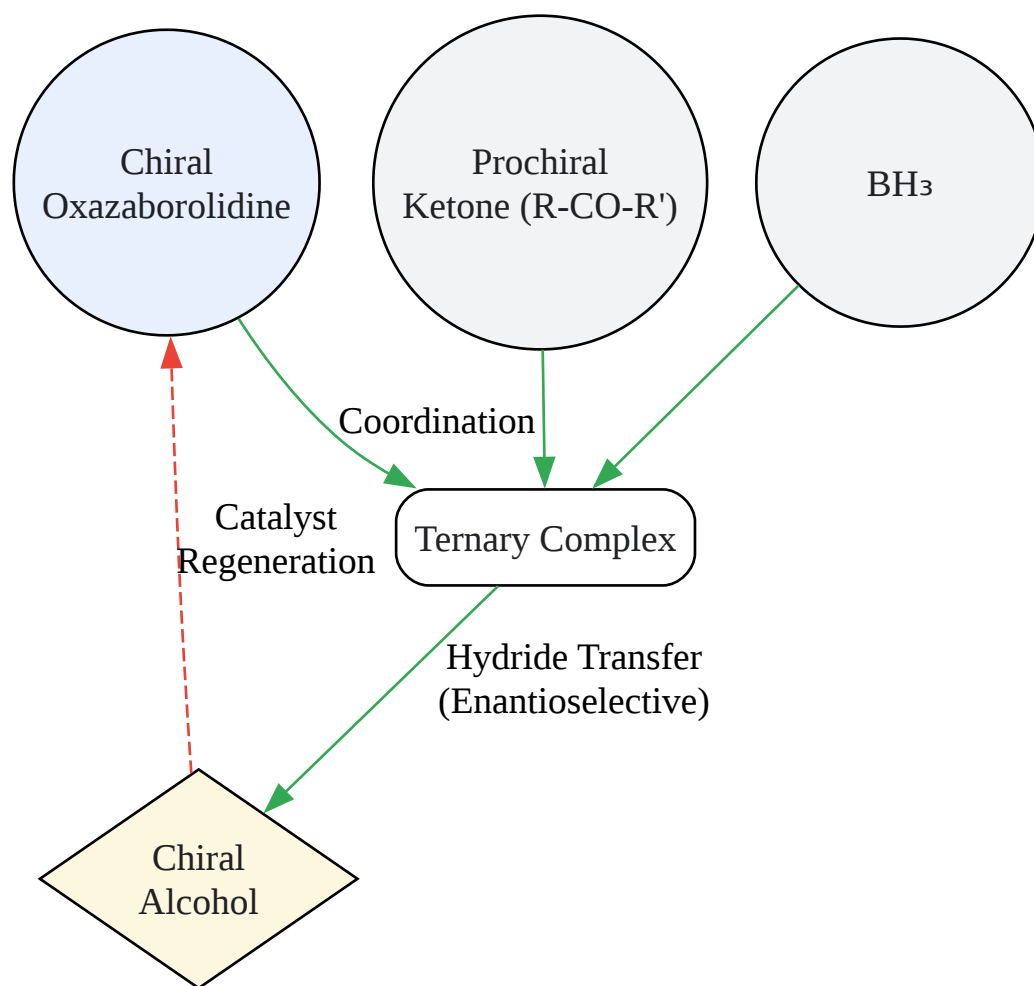 Chiral
Oxazaborolidine
Prochiral
Ketone (R-CO-R')
BH₃
Coordination
Catalyst
Regeneration
Ternary Complex
Hydride Transfer
(Enantioselective)
Chiral
Alcohol